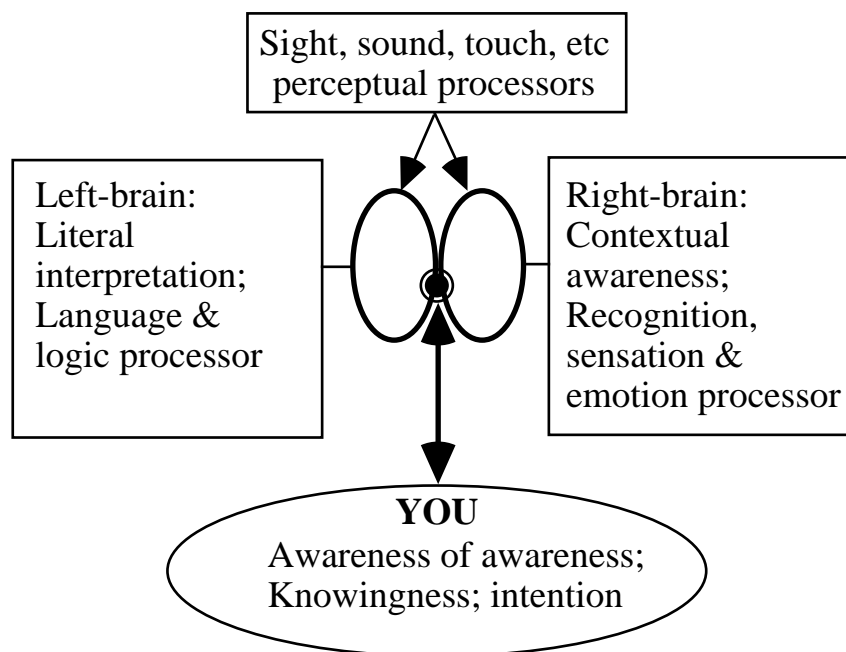 Sight, sound, touch, etc
perceptual processors
Left-brain:
Literal
interpretation;
Language &
logic processor
Right-brain:
Contextual
awareness;
Recognition,
sensation &
emotion processor
YOU
Awareness of awareness;
Knowingness; intention